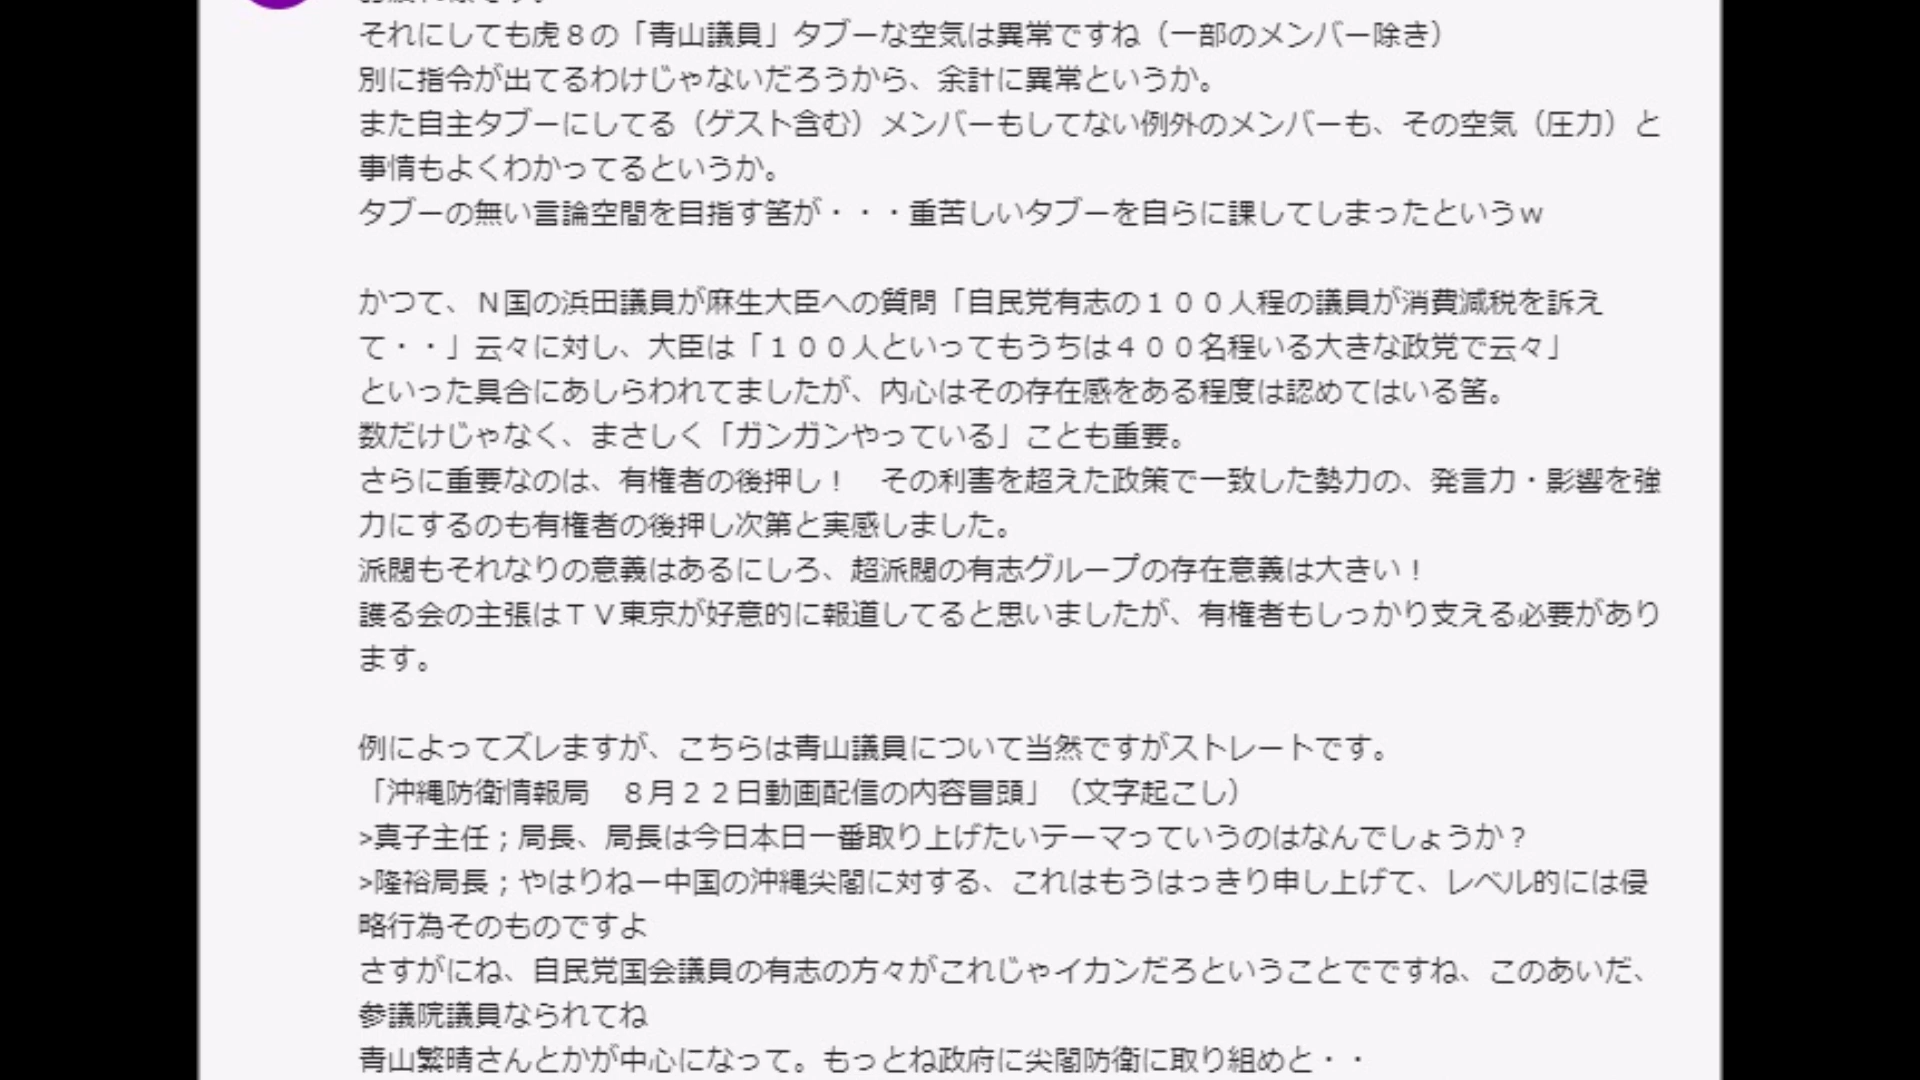 それにしても虎８の「青山議員」タブーな空気は異常ですね（一部のメンバー除き）
別に指令が出てるわけじゃないだろうから、余計に異常というか。
また自主タブーにしてる（ゲスト含む）メンバーもしてない例外のメンバーも、その空気（圧力）と
事情もよくわかってるというか。
タブーの無い言論空間を目指す筈が・・・重苦しいタブーを自らに課してしまったというｗ
かつて、Ｎ国の浜田議員が麻生大臣への質問「自民党有志の１００人程の議員が消費減税を訴え
て・・」云々に対し、大臣は「１００人といってもうちは４００名程いる大きな政党で云々」
といった具合にあしらわれてましたが、内心はその存在感をある程度は認めてはいる筈。
数だけじゃなく、まさしく「ガンガンやっている」ことも重要。
さらに重要なのは、有権者の後押し！　その利害を超えた政策で一致した勢力の、発言力・影響を強
力にするのも有権者の後押し次第と実感しました。
派閥もそれなりの意義はあるにしろ、超派閥の有志グループの存在意義は大きい！
護る会の主張はＴＶ東京が好意的に報道してると思いましたが、有権者もしっかり支える必要があり
ます。
例によってズレますが、こちらは青山議員について当然ですがストレートです。
「沖縄防衛情報局　８月２２日動画配信の内容冒頭」（文字起こし）
>真子主任；局長、局長は今日本日一番取り上げたいテーマっていうのはなんでしょうか？
>隆裕局長；やはりねー中国の沖縄尖閣に対する、これはもうはっきり申し上げて、レベル的には侵
略行為そのものですよ
さすがにね、自民党国会議員の有志の方々がこれじゃイカンだろということでですね、このあいだ、
参議院議員なられてね
青山繁晴さんとかが中心になって。もっとね政府に尖閣防衛に取り組めと・・